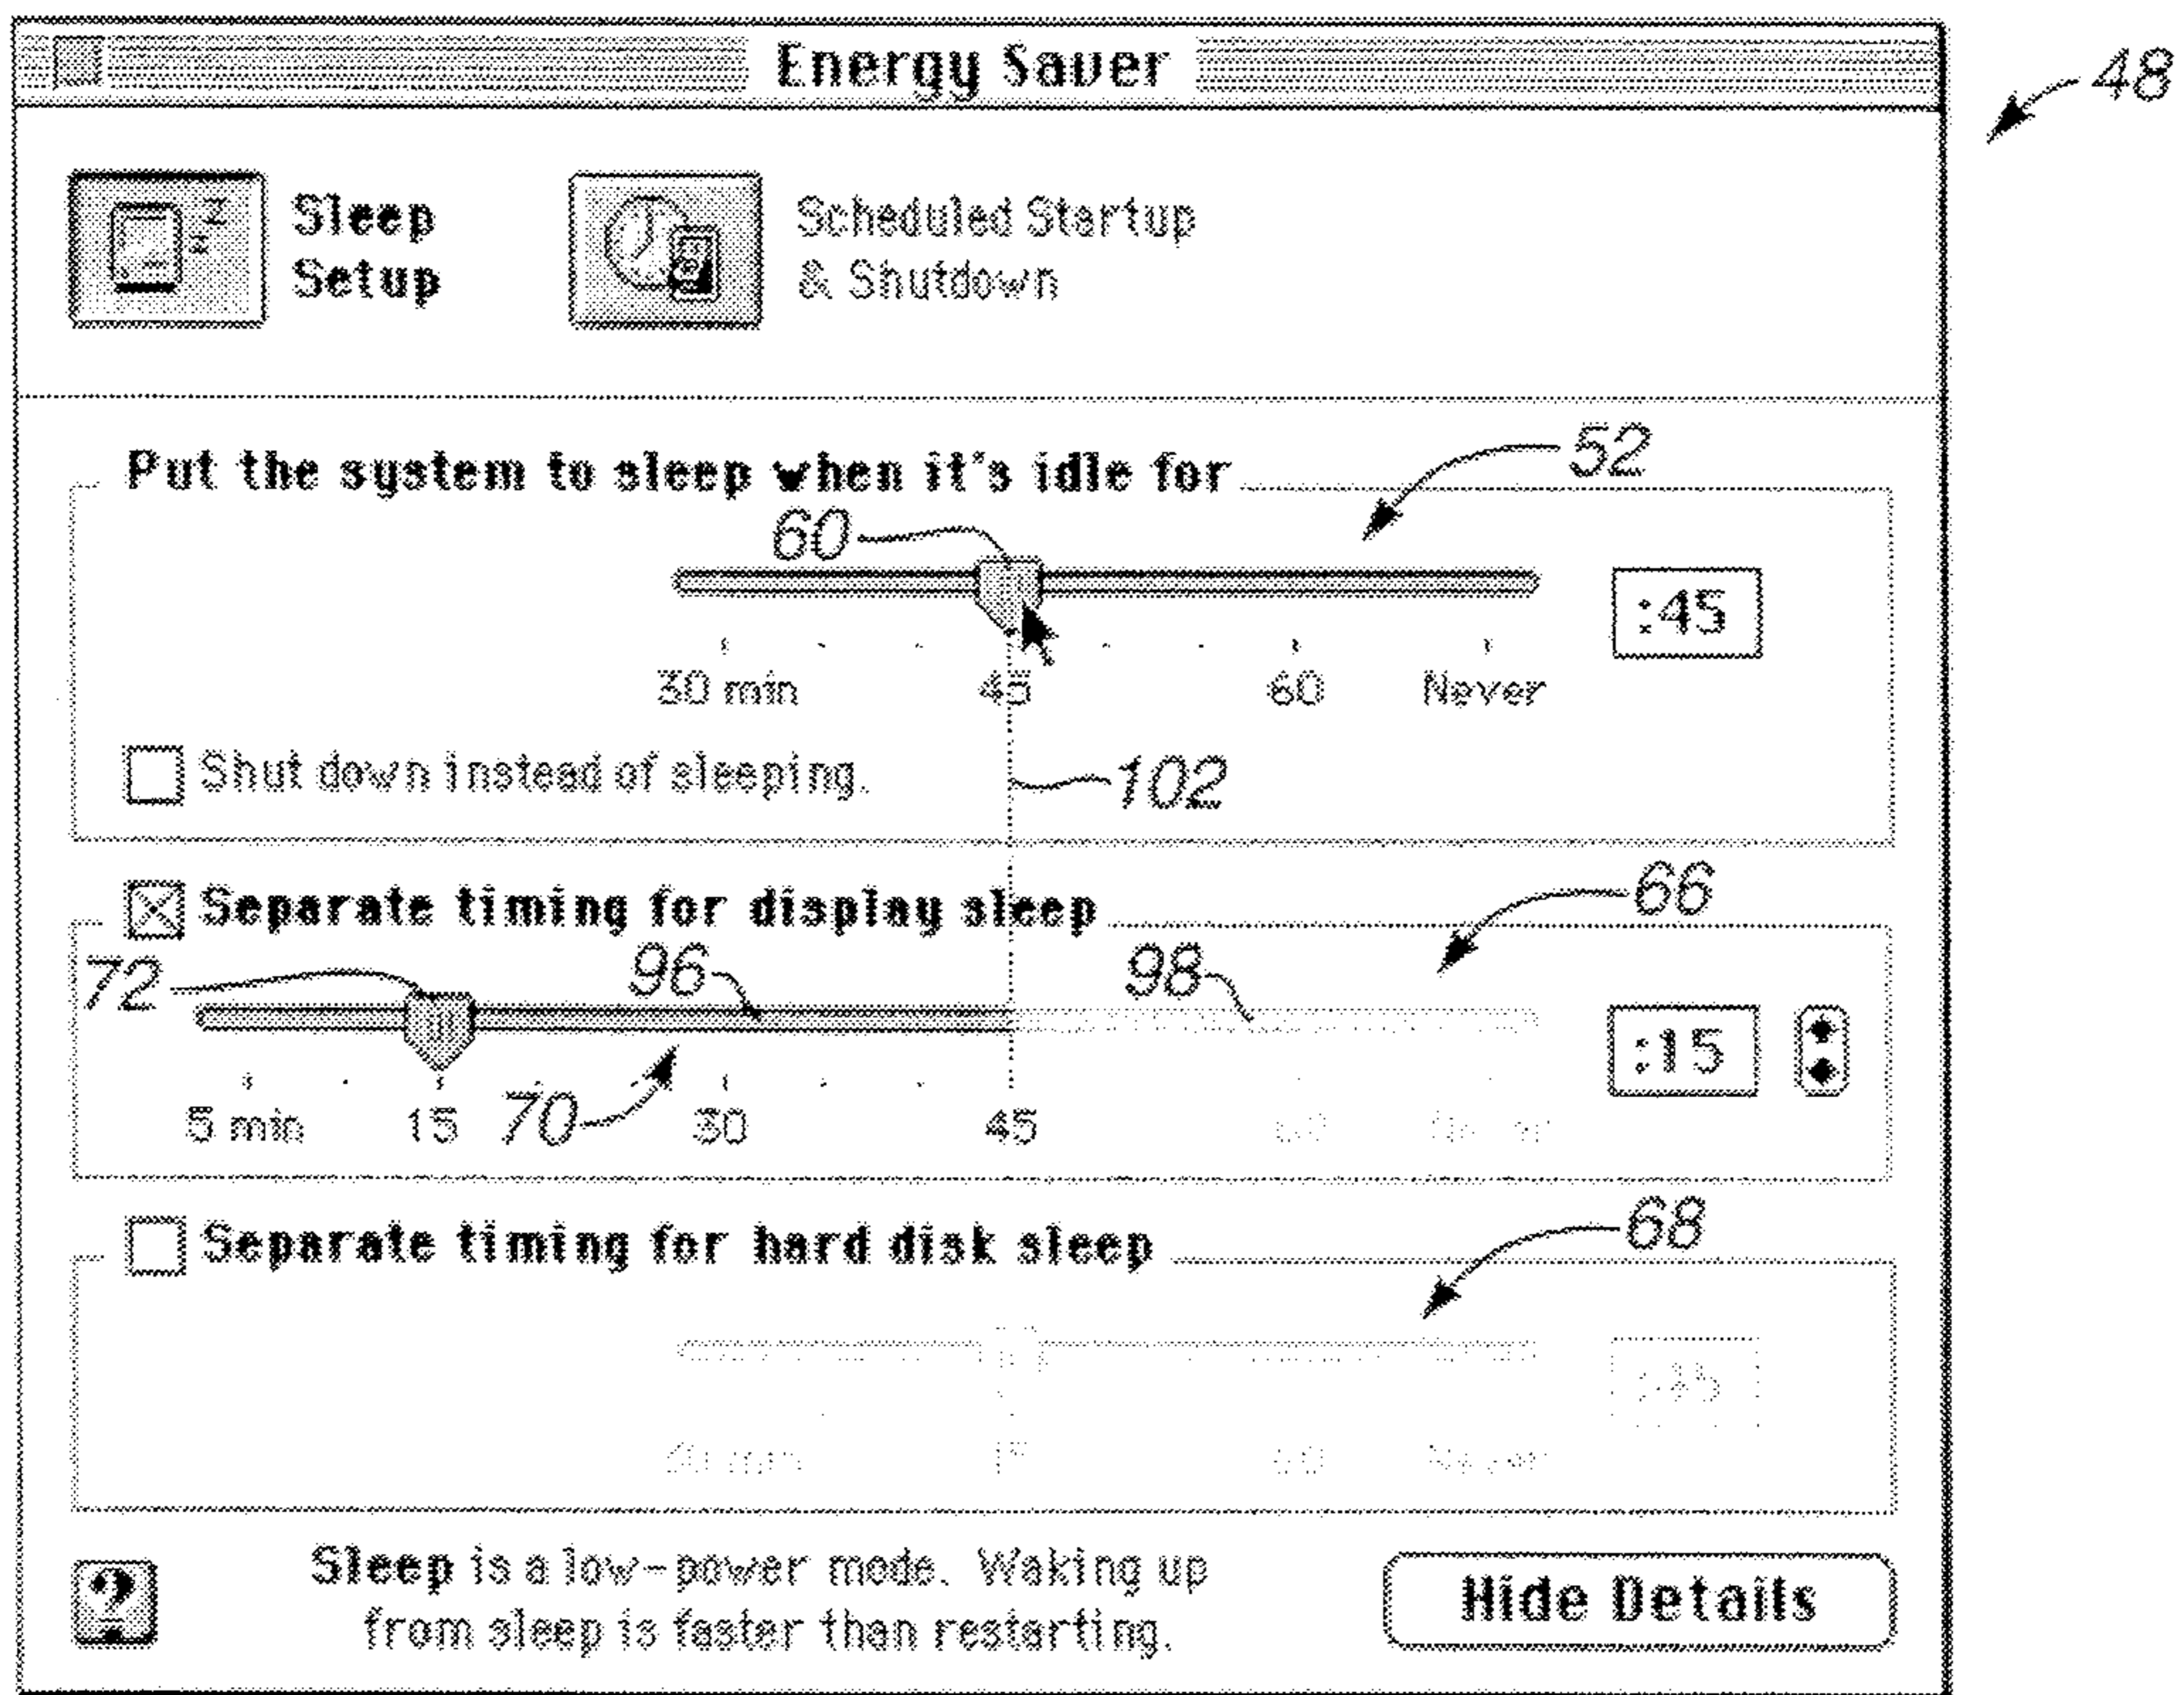 Energy Saver
48
Sleep
Setup
Scheduled Startup
& Shutdown
Put the system to sleep when it's idle for
52
60
:45
30 min 45 60 Never
Shut down instead of sleeping.
102
Separate timing for display sleep
66
72 96 98
:15
5 min 15 70 30 45
Separate timing for hard disk sleep
68
Never
?
Sleep is a low-power mode. Waking up
from sleep is faster than restarting.
Hide Details